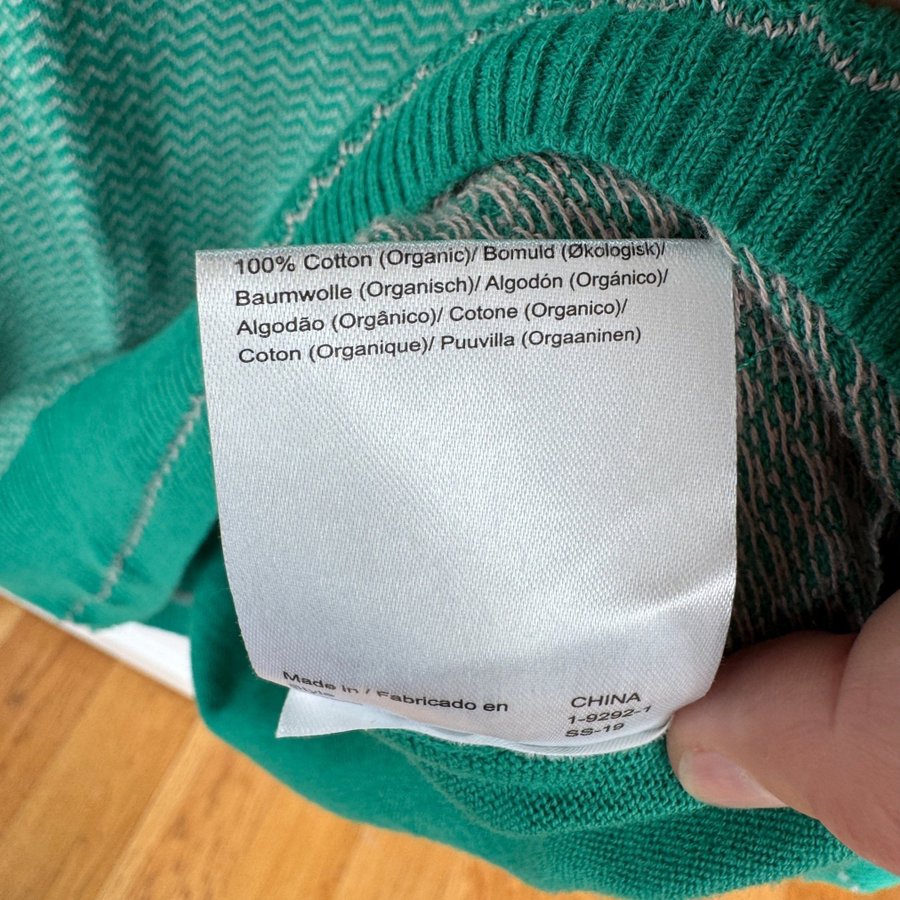 100% Cotton (Organic)/ Bomuld (Økologisk)/
Baumwolle (Organisch)/ Algodón (Orgánico)/
Algodão (Orgânico)/ Cotone (Organico)/
Coton (Organique)/ Puuvilla (Orgaaninen)
Made in / Fabricado en CHINA
Style 1-9292-1
SS-19